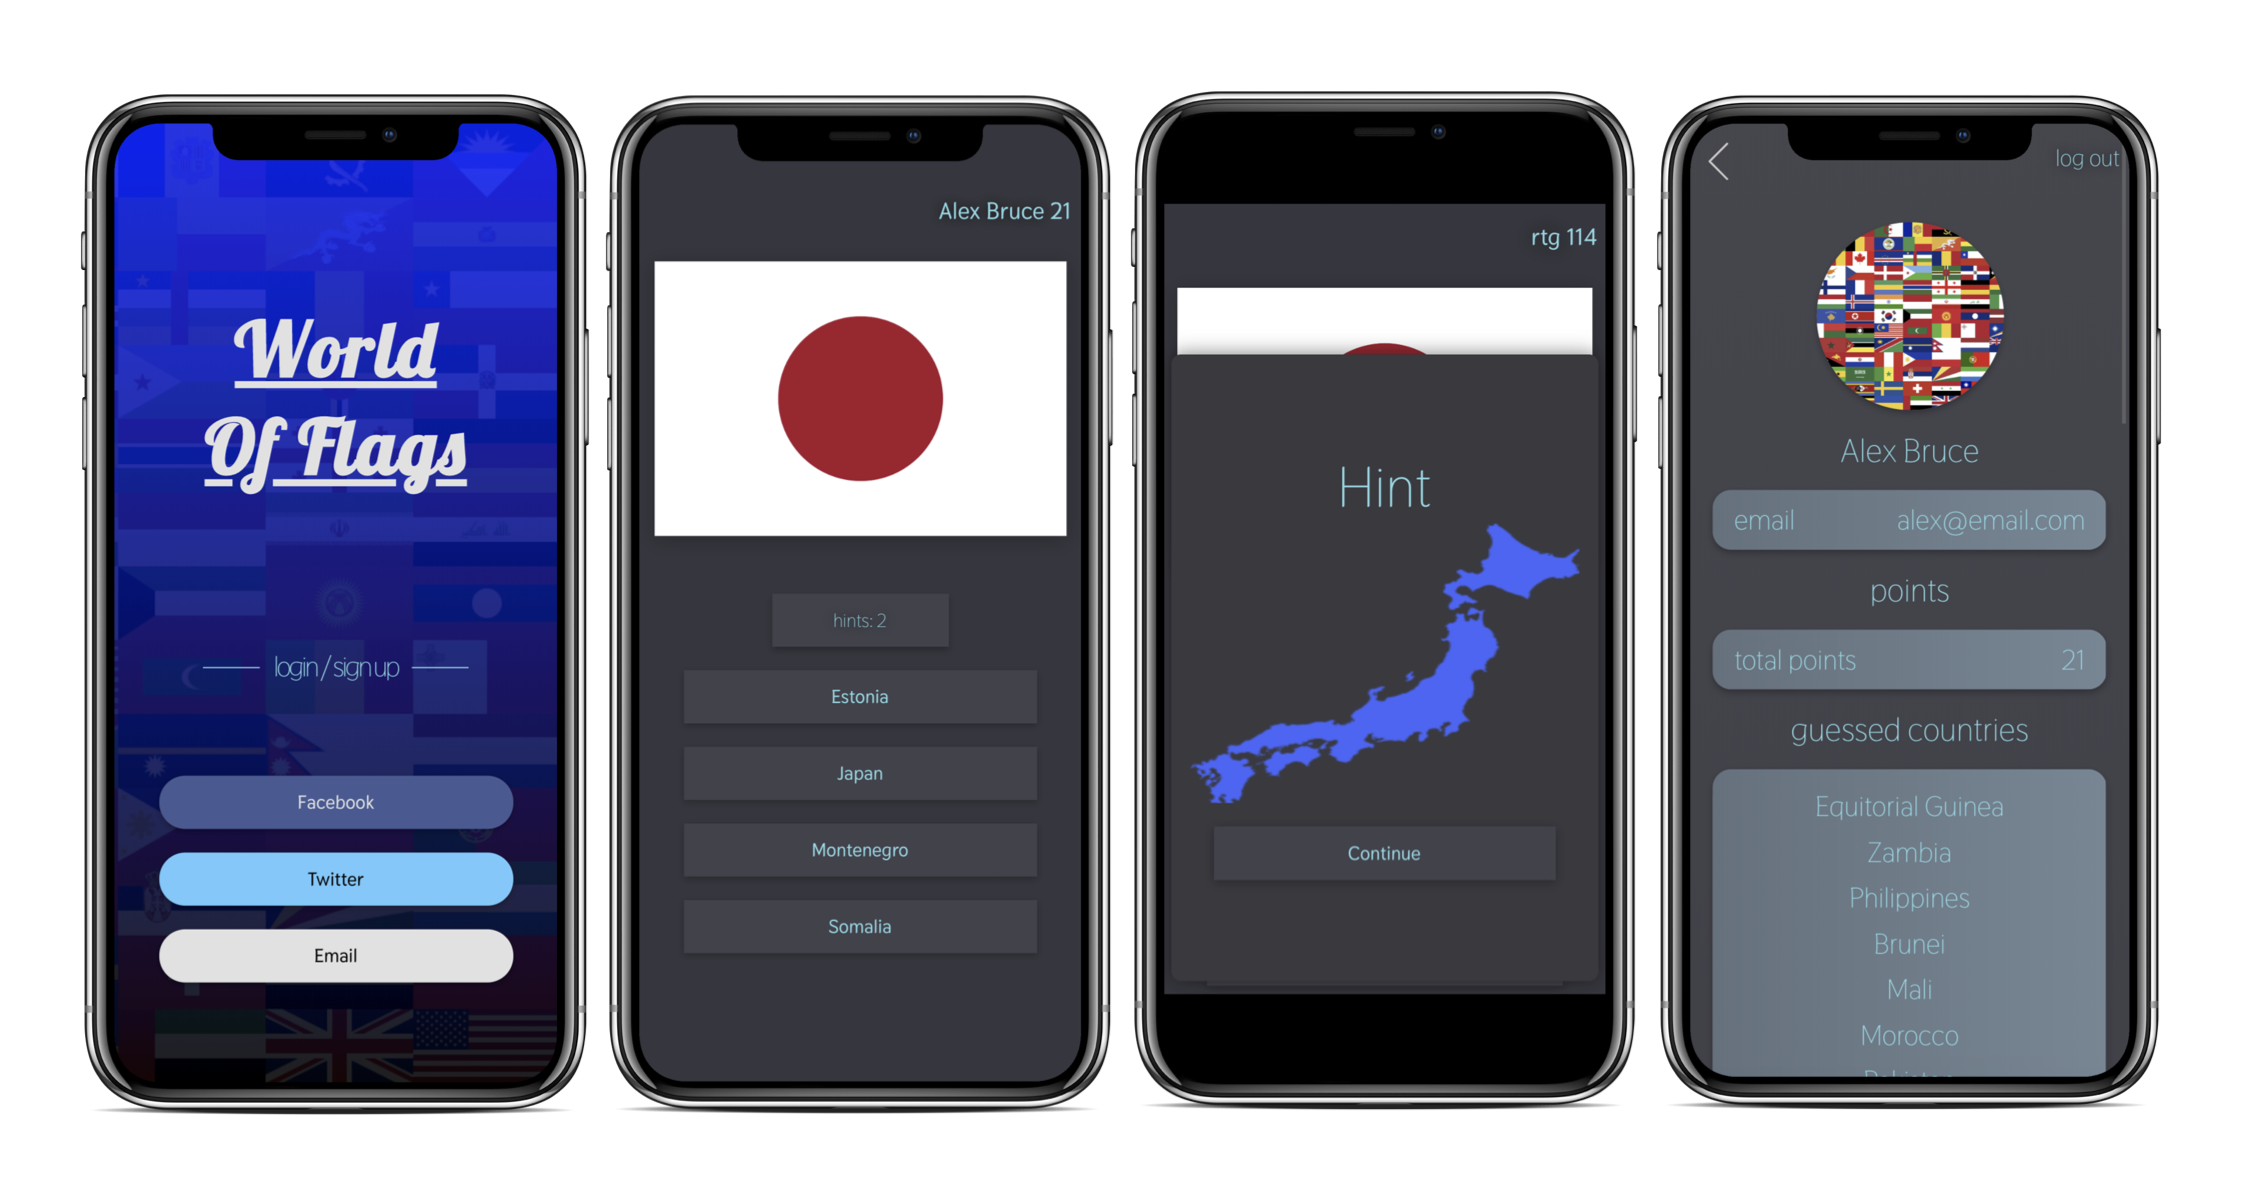 World
Of Flags
login / sign up
Facebook
Twitter
Email
Alex Bruce 21
hints: 2
Estonia
Japan
Montenegro
Somalia
rtg 114
Hint
Continue
log out
Alex Bruce
email alex@email.com
points
total points 21
guessed countries
Equitorial Guinea
Zambia
Philippines
Brunei
Mali
Morocco